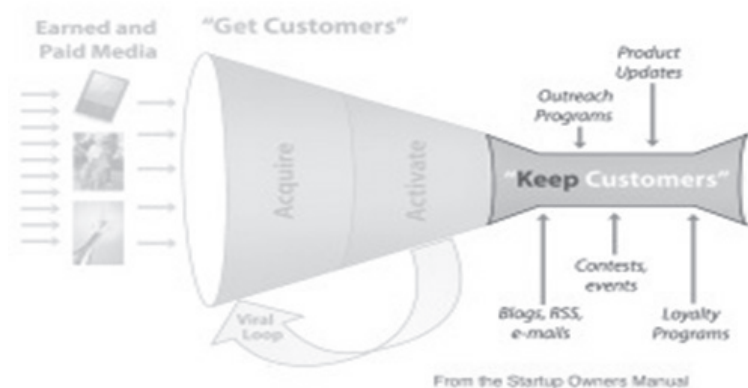 Earned and
Paid Media
"Get Customers"
Product
Updates
Outreach
Programs
Acquire
Activate
"Keep Customers"
Contests,
events
Blogs, RSS,
e-mails
Loyalty
Programs
Viral
Loop
From the Startup Owners Manual